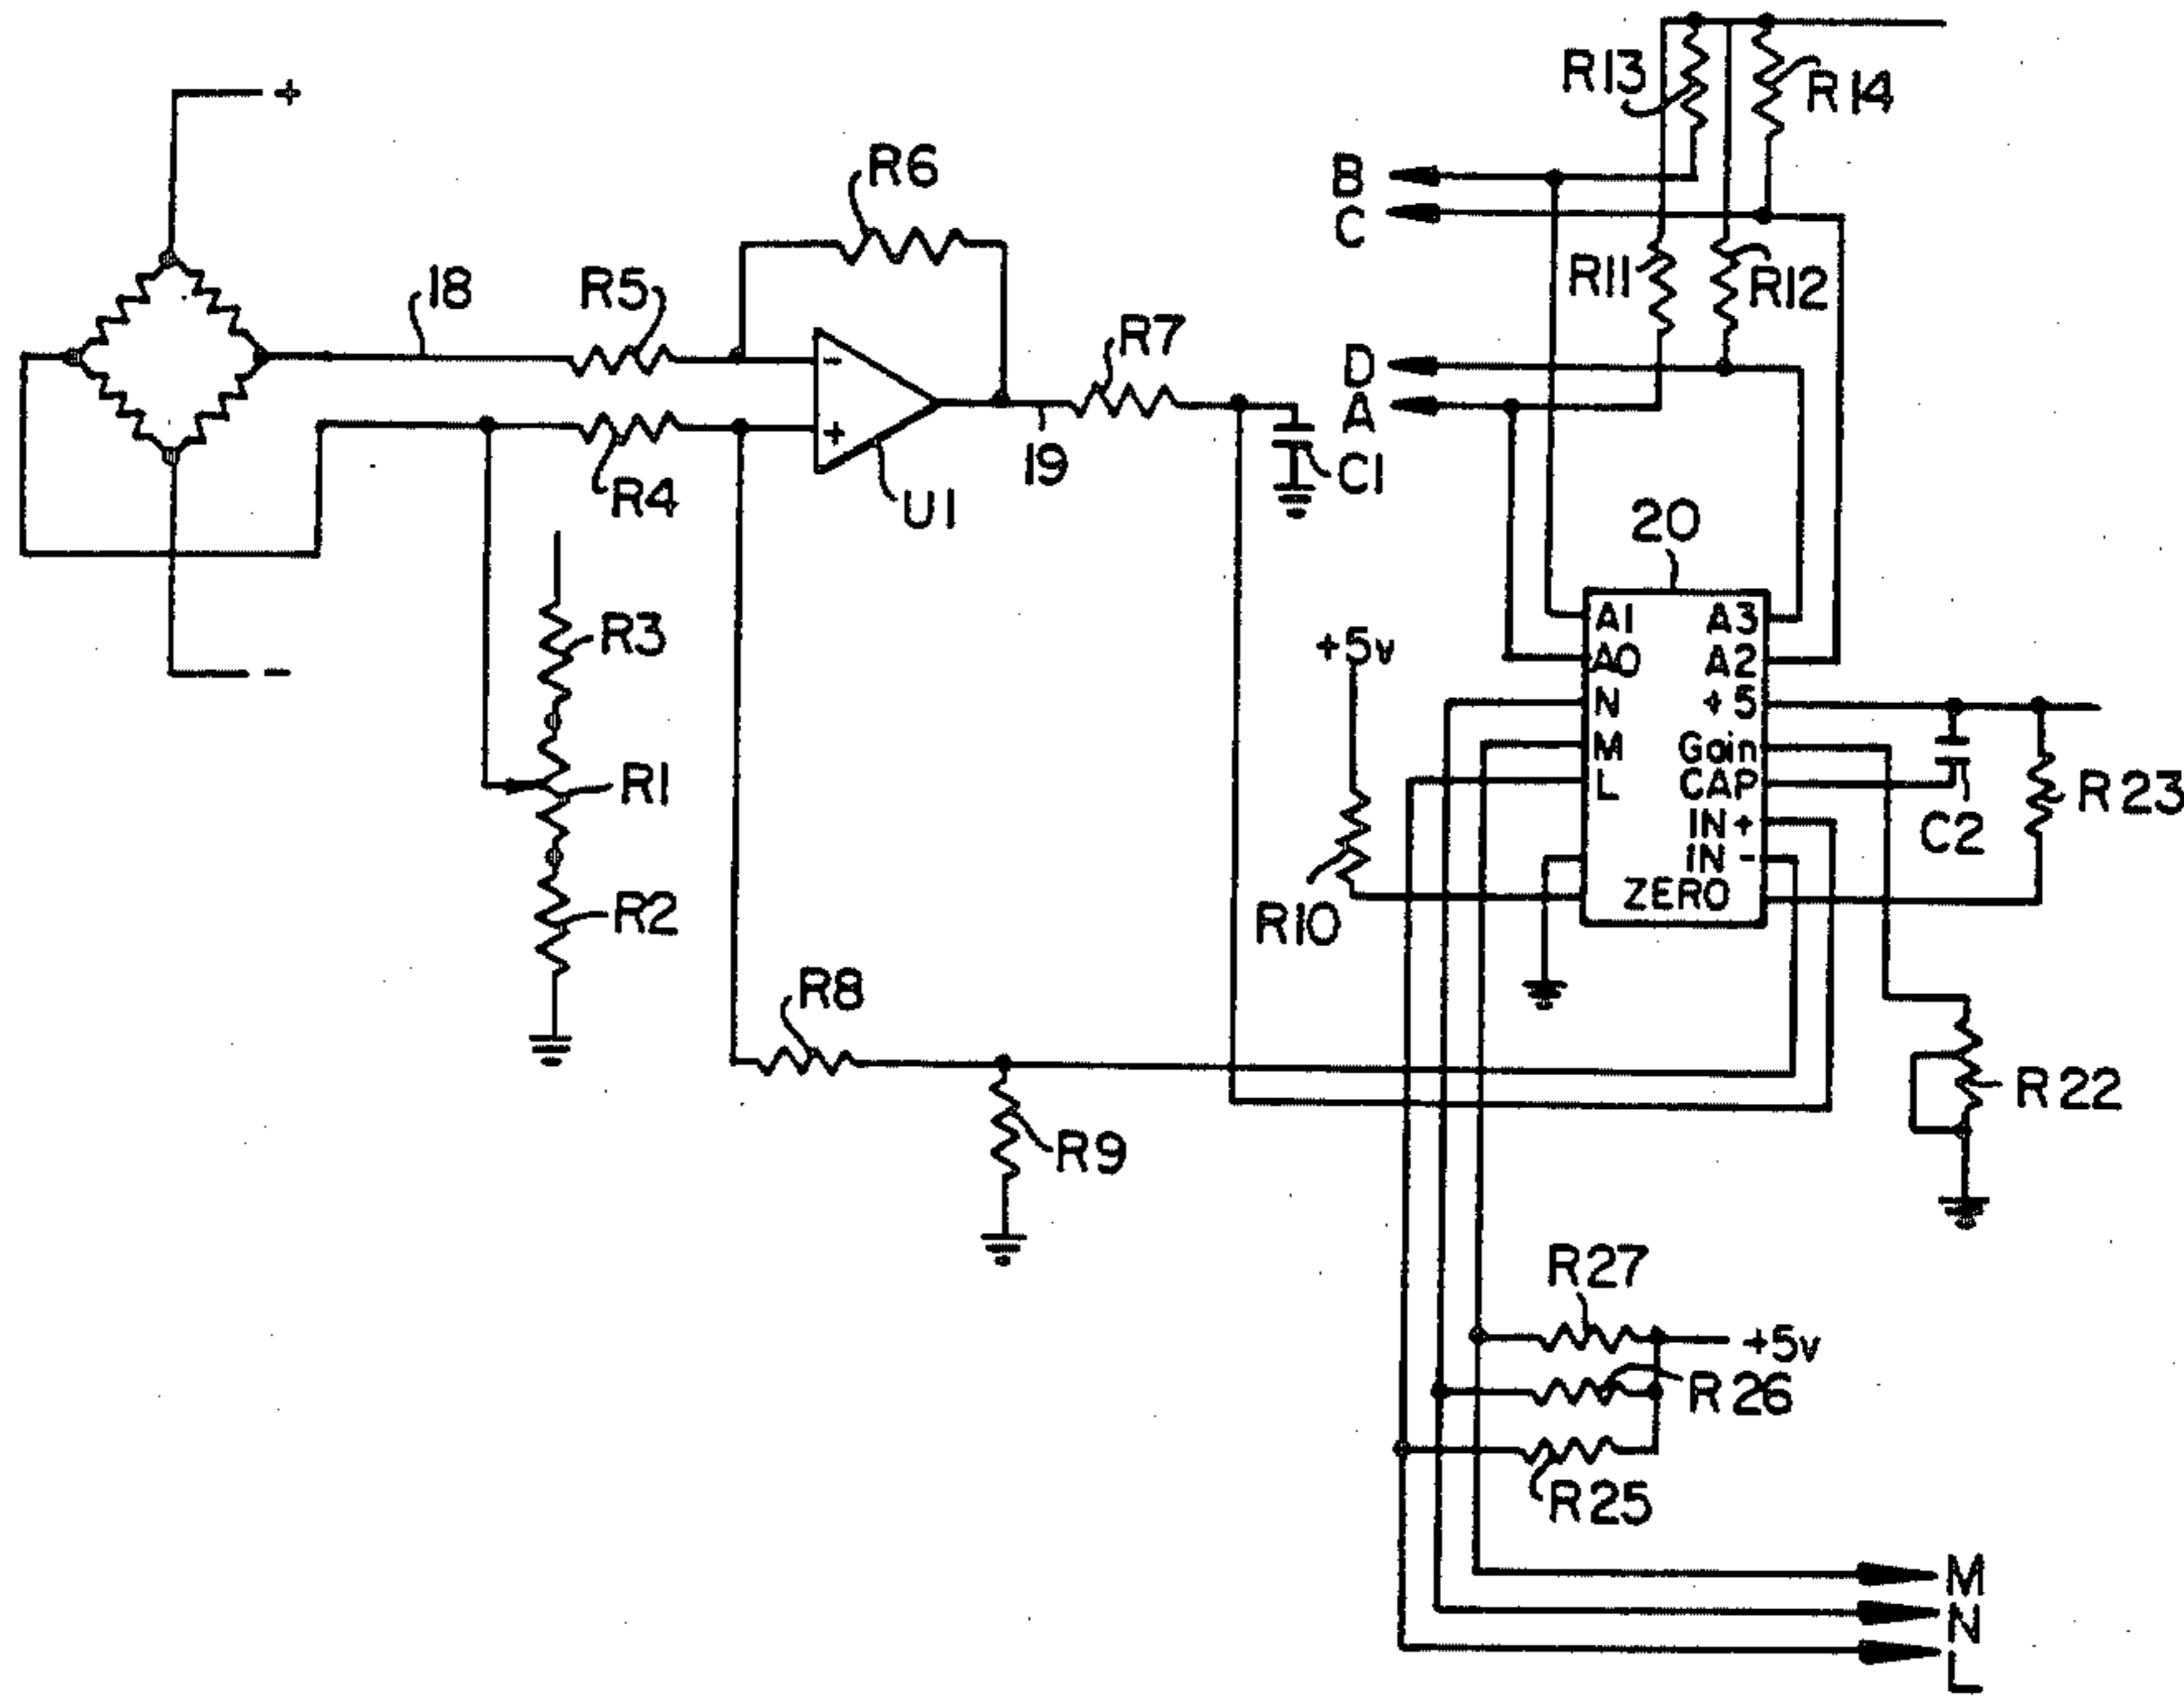 +
R13
R14
R6
B
C
18
R5
R7
R11
R12
D
A
-
+
R4
19
C1
U1
20
R3
+5v
A1
A3
A0
A2
N
+5
M
Gain
L
CAP
IN+
IN-
ZERO
R1
R23
C2
R2
R10
R8
R22
R9
R27
+5v
R26
R25
M
N
L
-